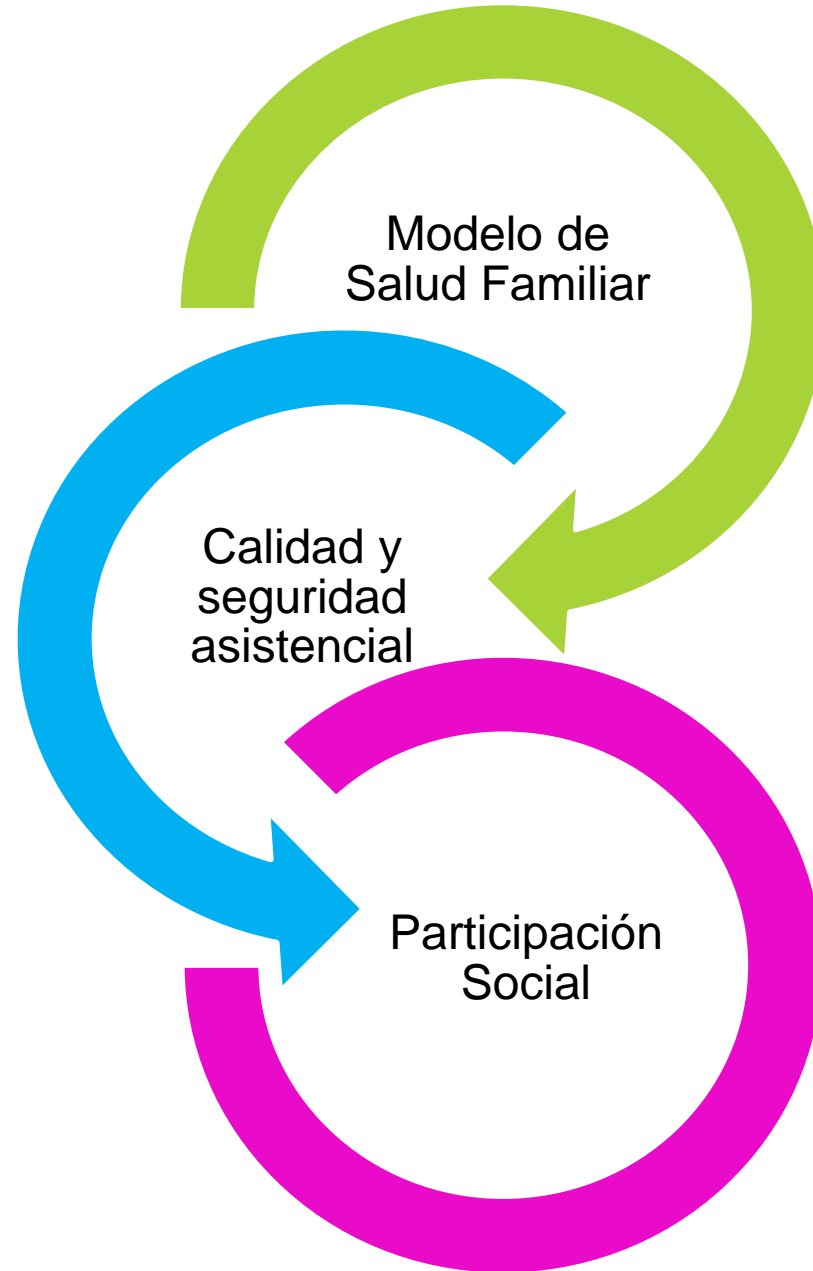 Modelo de
Salud Familiar
Calidad y
seguridad
asistencial
Participación
Social